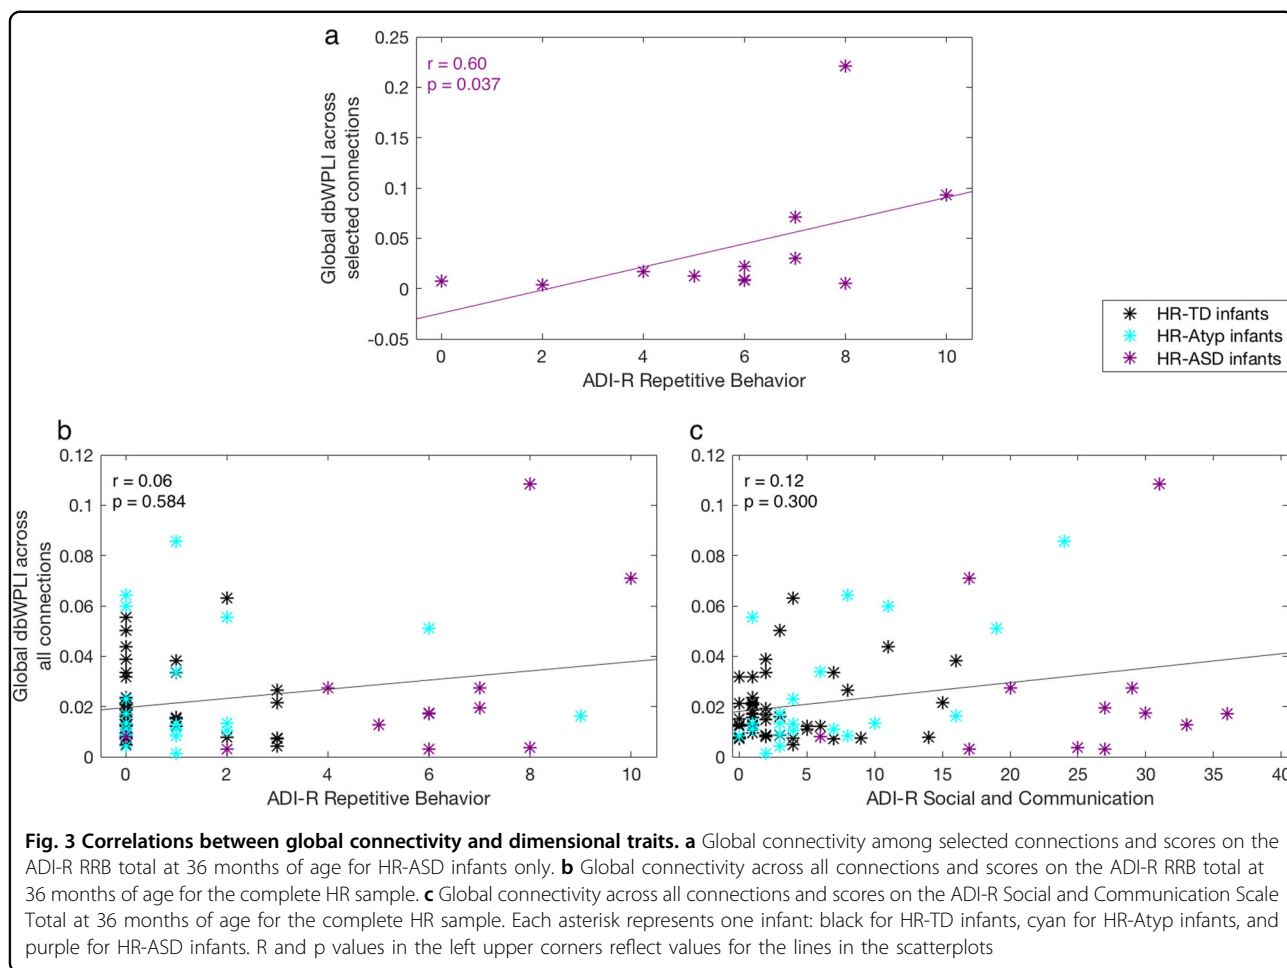 a
0.25
0.2
0.15
0.1
0.05
0
-0.05
Global dbWPLI across
selected connections
r = 0.60
p = 0.037
0 2 4 6 8 10
ADI-R Repetitive Behavior
HR-TD infants
HR-Atyp infants
HR-ASD infants
b
0.12
0.1
0.08
0.06
0.04
0.02
0
Global dbWPLI across
all connections
r = 0.06
p = 0.584
0 2 4 6 8 10
ADI-R Repetitive Behavior
c
0.12
0.1
0.08
0.06
0.04
0.02
0
r = 0.12
p = 0.300
0 5 10 15 20 25 30 35 40
ADI-R Social and Communication
Fig. 3 Correlations between global connectivity and dimensional traits. a Global connectivity among selected connections and scores on the
ADI-R RRB total at 36 months of age for HR-ASD infants only. b Global connectivity across all connections and scores on the ADI-R RRB total at
36 months of age for the complete HR sample. c Global connectivity across all connections and scores on the ADI-R Social and Communication Scale
Total at 36 months of age for the complete HR sample. Each asterisk represents one infant: black for HR-TD infants, cyan for HR-Atyp infants, and
purple for HR-ASD infants. R and p values in the left upper corners reflect values for the lines in the scatterplots